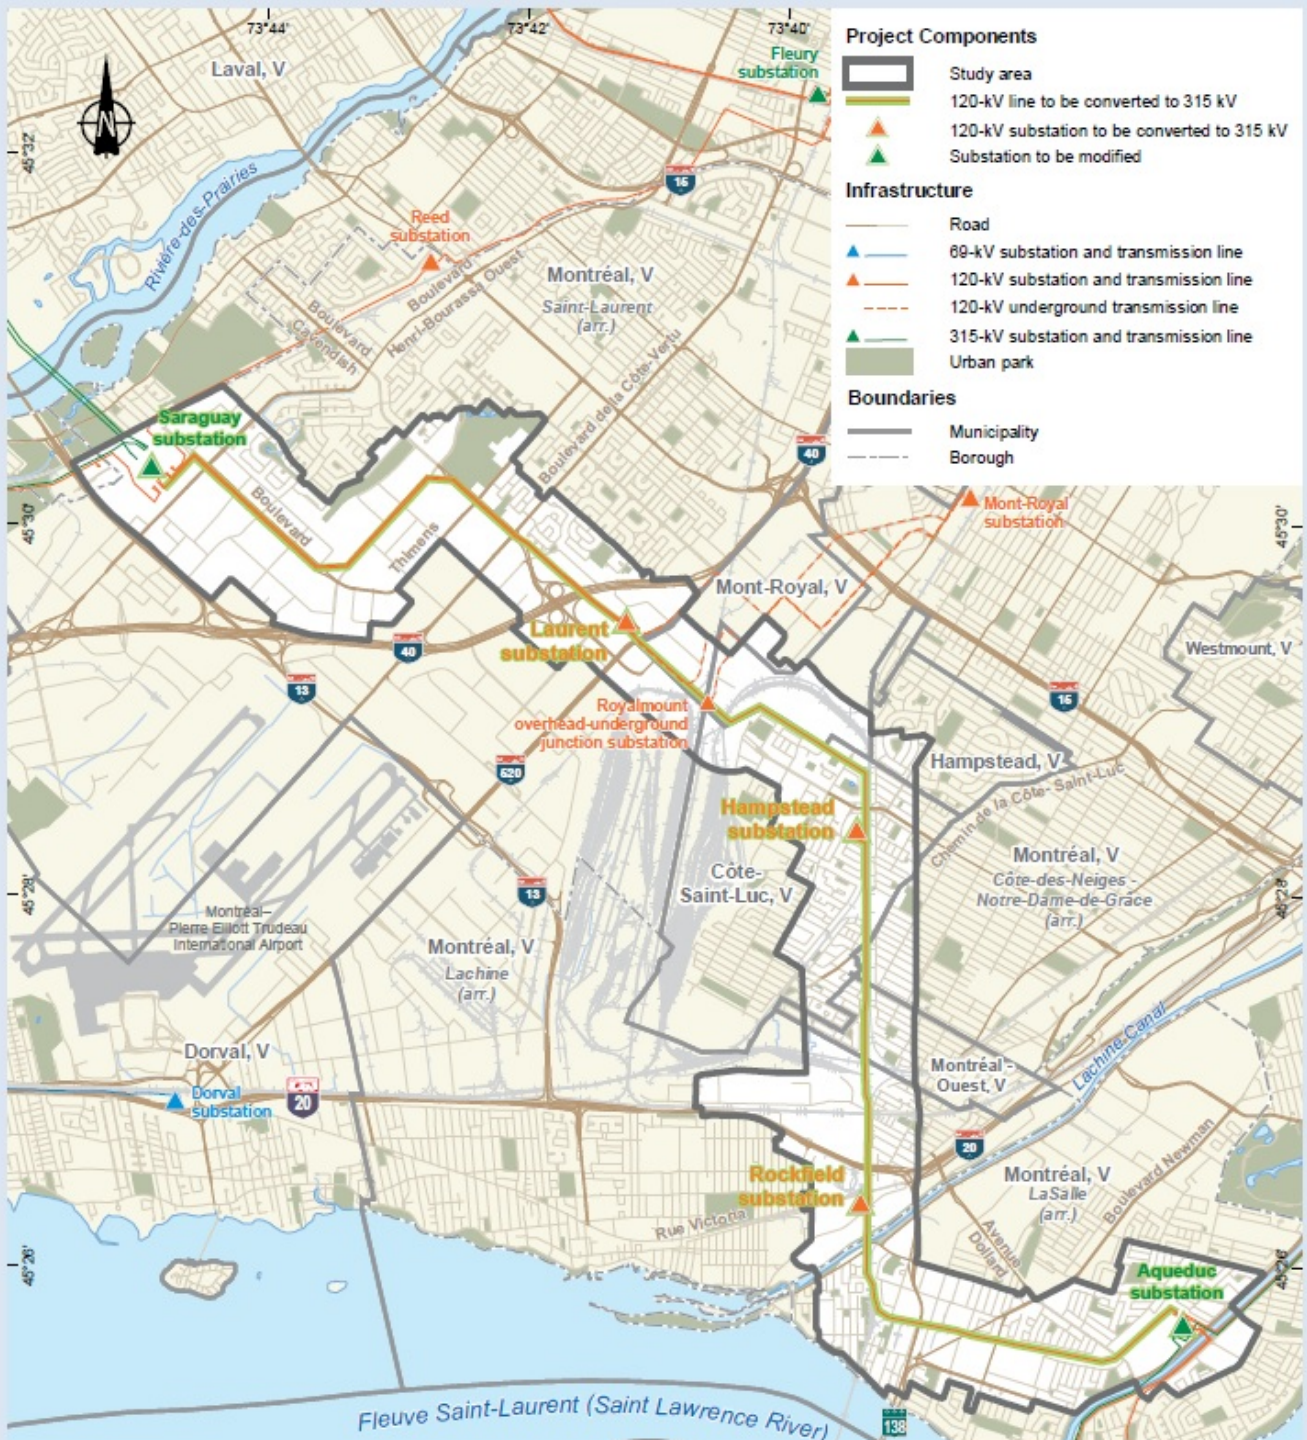 73°44'
73°42'
73°40'
Laval, V
Fleury
substation
N
45°32'
15
Rivière-des-Prairies
Reed
substation
Montréal, V
Saint-Laurent
(arr.)
Boulevard
Henri-Bourassa Ouest
Boulevard
Cavendish
Boulevard de la Côte-Vertu
Project Components
Study area
120-kV line to be converted to 315 kV
120-kV substation to be converted to 315 kV
Substation to be modified
Infrastructure
Road
69-kV substation and transmission line
120-kV substation and transmission line
120-kV underground transmission line
315-kV substation and transmission line
Urban park
Boundaries
Municipality
Borough
Saraguay
substation
40
Mont-Royal
substation
45°30'
45°30'
Boulevard
Thimens
Mont-Royal, V
Laurent
substation
40
Westmount, V
13
15
Royalmount
overhead-underground
junction substation
520
Hampstead, V
Chemin de la Côte-Saint-Luc
Hampstead
substation
Montréal, V
Côte-des-Neiges -
Notre-Dame-de-Grâce
(arr.)
Côte-
Saint-Luc, V
45°28'
45°28'
13
Montréal–
Pierre Elliott Trudeau
International Airport
Montréal, V
Lachine
(arr.)
Lachine Canal
Dorval, V
Montréal -
Ouest, V
Dorval
substation
20
20
Rockfield
substation
Montréal, V
LaSalle
(arr.)
Boulevard Newman
Rue Victoria
Avenue
Dollard
45°26'
45°26'
Aqueduc
substation
Fleuve Saint-Laurent (Saint Lawrence River)
138